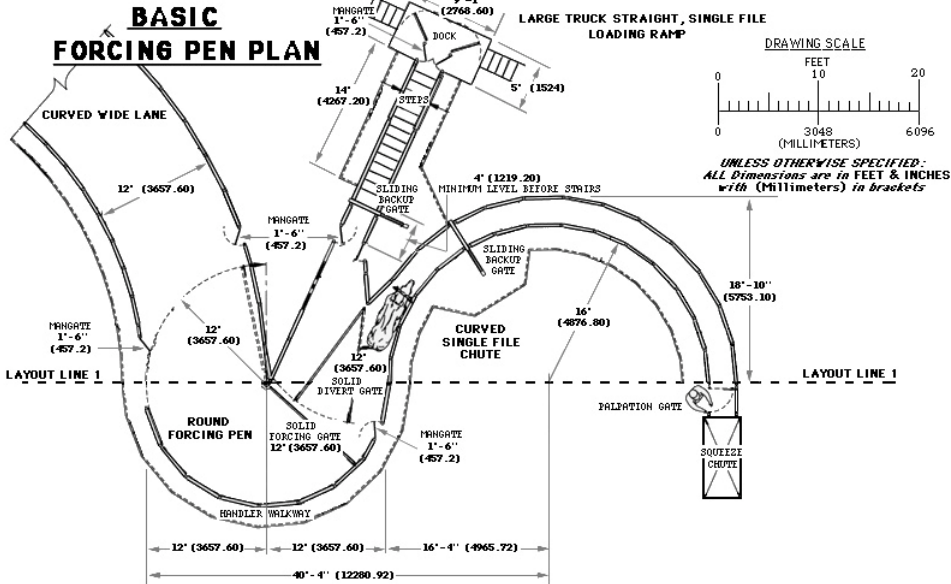 BASIC
FORCING PEN PLAN
MANGATE
1'-6"
(457.2)
(2768.60)
DOCK
LARGE TRUCK STRAIGHT, SINGLE FILE
LOADING RAMP
DRAWING SCALE
FEET
0 10 20
0 3048 6096
(MILLIMETERS)
UNLESS OTHERWISE SPECIFIED:
ALL Dimensions are in FEET & INCHES
with (Millimeters) in brackets
14'
(4267.20)
5' (1524)
STEPS
CURVED WIDE LANE
12' (3657.60)
4' (1219.20)
MINIMUM LEVEL BEFORE STAIRS
SLIDING
BACKUP
GATE
MANGATE
1'-6"
(457.2)
SLIDING
BACKUP
GATE
18'-10"
(5753.10)
16'
(4876.80)
12'
(3657.60)
MANGATE
1'-6"
(457.2)
CURVED
SINGLE FILE
CHUTE
12'
(3657.60)
SOLID
DIVERT GATE
LAYOUT LINE 1
LAYOUT LINE 1
PALPATION GATE
ROUND
FORCING PEN
SOLID
FORCING GATE
12' (3657.60)
MANGATE
1'-6"
(457.2)
SQUEEZE
CHUTE
HANDLER WALKWAY
12' (3657.60)
12' (3657.60)
16'-4" (4965.72)
40'-4" (12280.92)